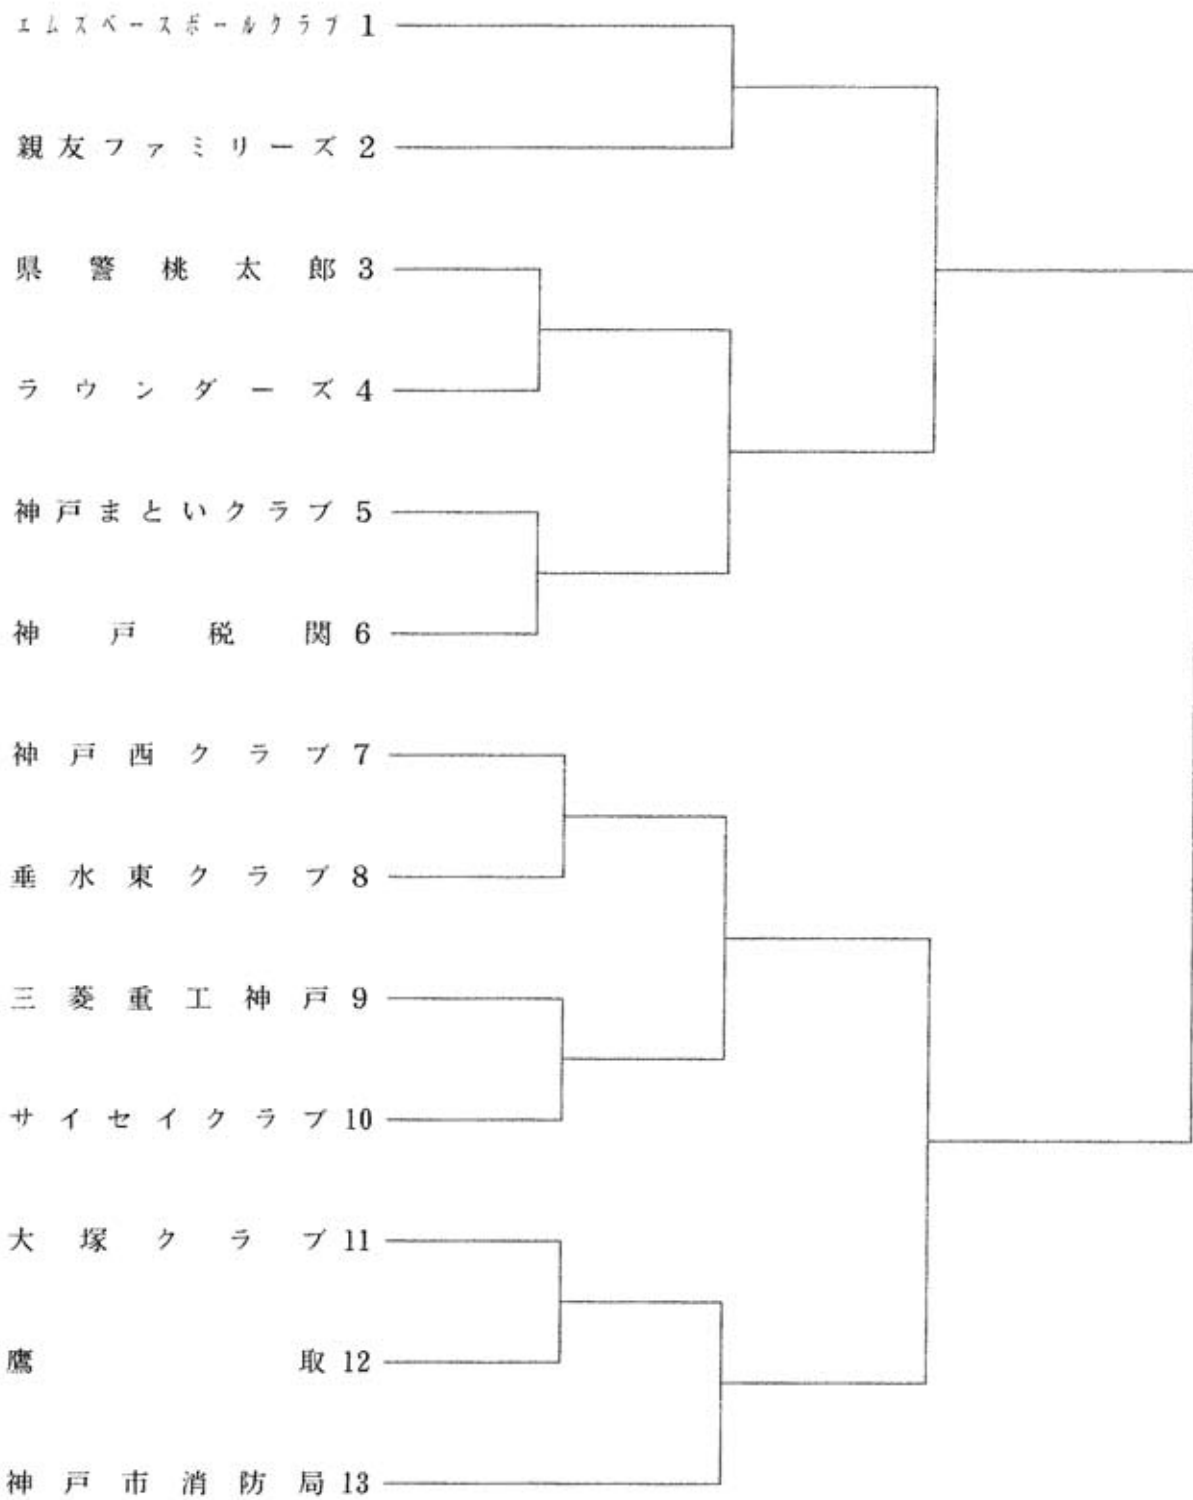 エムズベースボールクラブ 1
親友ファミリーズ 2
県警桃太郎 3
ラウンダーズ 4
神戸まといクラブ 5
神戸税関 6
神戸西クラブ 7
垂水東クラブ 8
三菱重工神戸 9
サイセイクラブ 10
大塚クラブ 11
鷹取 12
神戸市消防局 13